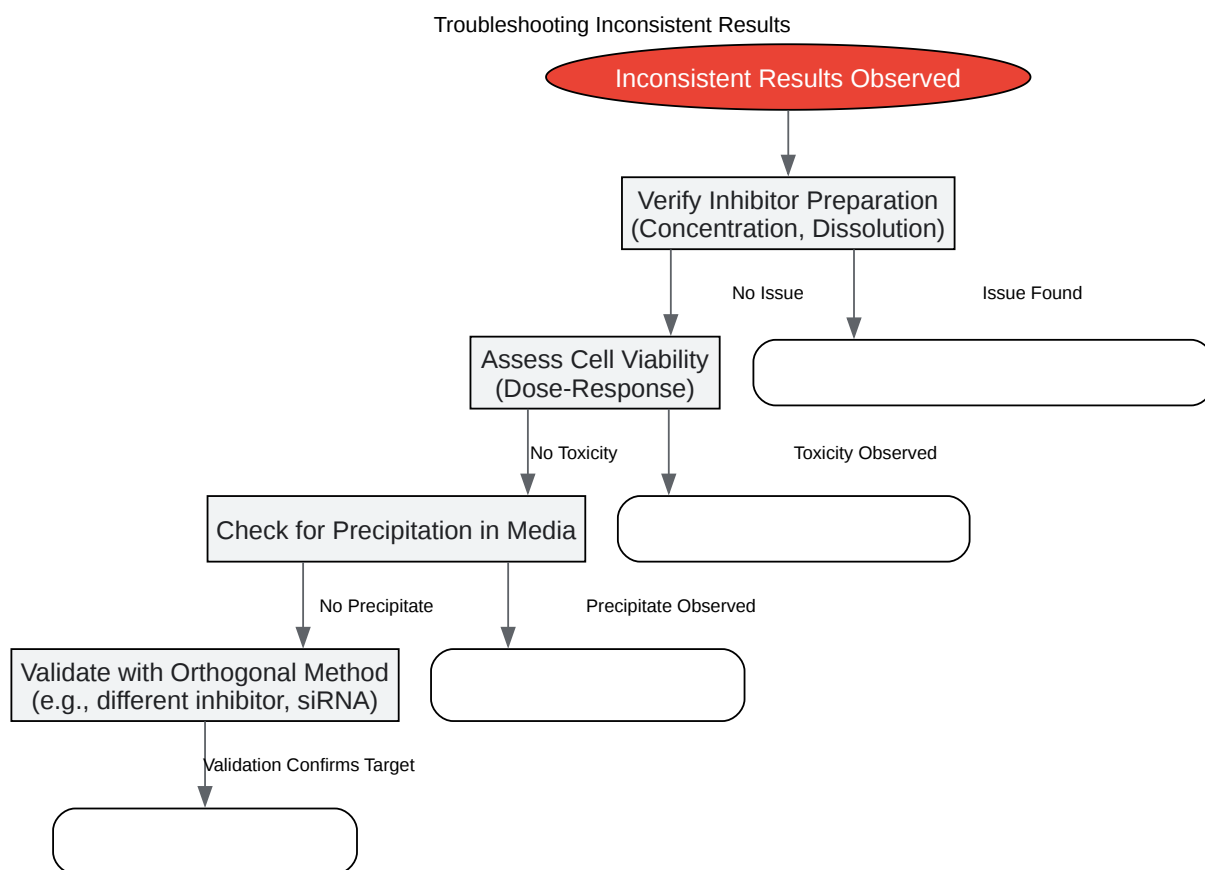 Troubleshooting Inconsistent Results
Inconsistent Results Observed
Verify Inhibitor Preparation
(Concentration, Dissolution)
No Issue
Issue Found
Assess Cell Viability
(Dose-Response)
No Toxicity
Toxicity Observed
Check for Precipitation in Media
No Precipitate
Precipitate Observed
Validate with Orthogonal Method
(e.g., different inhibitor, siRNA)
Validation Confirms Target